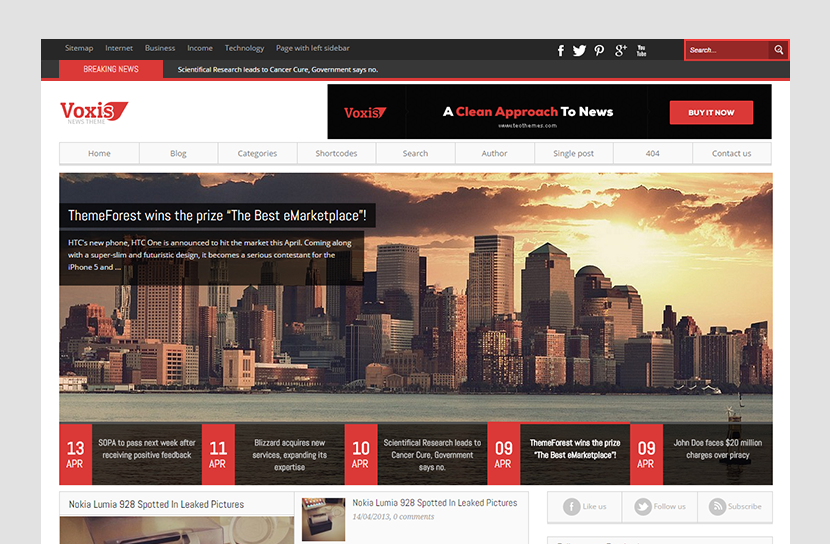 Sitemap Internet Business Income Technology Page with left sidebar
You Tube
Search...
BREAKING NEWS
Scientifical Research leads to Cancer Cure, Government says no.
Voxis
NEWS THEME
Voxis
A Clean Approach To News
www.teothemes.com
BUY IT NOW
Home Blog Categories Shortcodes Search Author Single post 404 Contact us
ThemeForest wins the prize “The Best eMarketplace”!
HTC's new phone, HTC One is announced to hit the market this April. Coming along
with a super-slim and futuristic design, it becomes a serious contestant for the
iPhone 5 and ...
13 APR
SOPA to pass next week after
receiving positive feedback
11 APR
Blizzard acquires new
services, expanding its
expertise
10 APR
Scientifical Research leads to
Cancer Cure, Government
says no.
09 APR
ThemeForest wins the prize
“The Best eMarketplace”!
09 APR
John Doe faces $20 million
charges over piracy
Nokia Lumia 928 Spotted In Leaked Pictures
Nokia Lumia 928 Spotted In Leaked Pictures
14/04/2013, 0 comments
Like us
Follow us
Subscribe